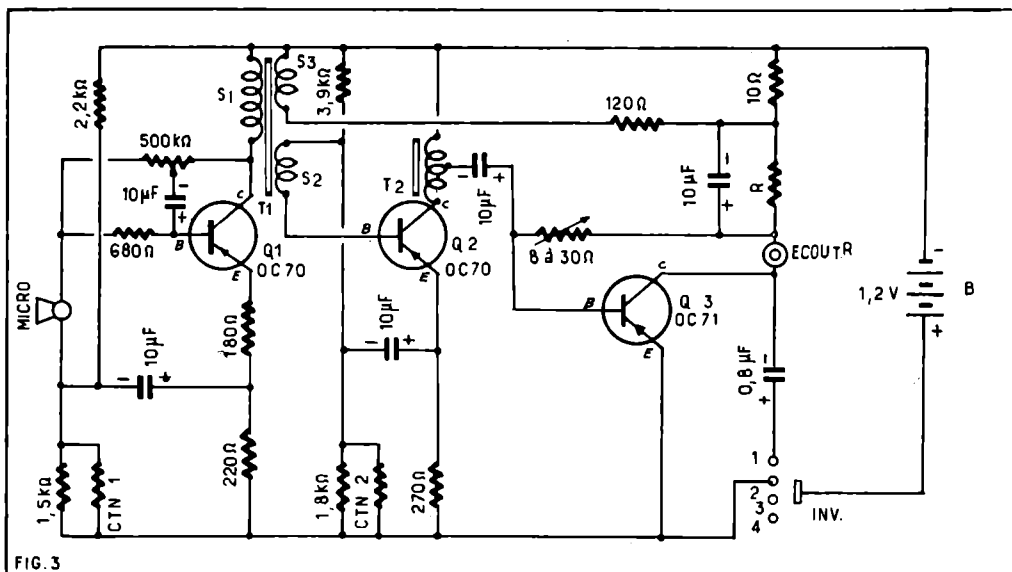 S1
S3
3,9kΩ
2,2kΩ
10Ω
120Ω
500kΩ
10µF
-
+
T1
S2
C
T2
-
10µF
C
-
10µF
+
R
680Ω
B
Q1
OC70
E
B
Q2
OC70
E
8 à 30Ω
ECOUTR
C
B
Q 3
OC71
E
-
1,2 V
B
+
MICRO
180Ω
10µF
-
+
10µF
-
+
0,8µF
-
+
1,5kΩ
CTN 1
220Ω
1,8kΩ
CTN 2
270Ω
1
2
3
4
INV.
FIG.3